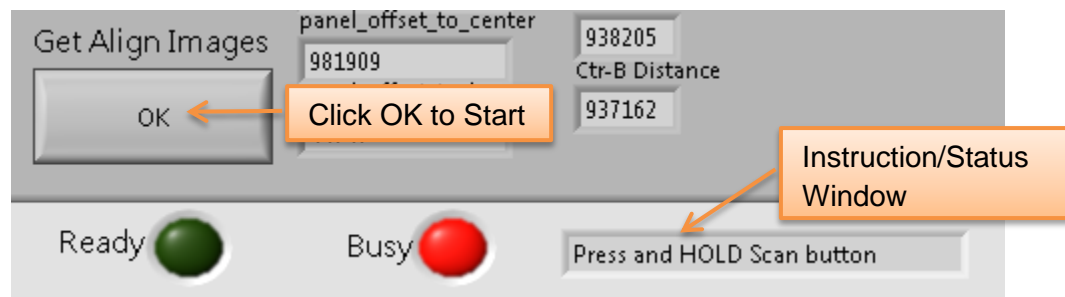 panel_offset_to_center
Get Align Images
938205
981909
Ctr-B Distance
OK
Click OK to Start
937162
Instruction/Status
Window
Ready
Busy
Press and HOLD Scan button